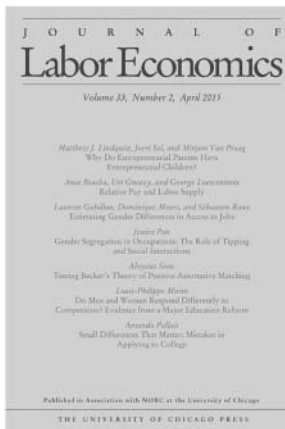 JOURNAL OF
Labor Economics
Volume 33, Number 2, April 2015
Matthew J. Lindquist, Joeri Sol, and Mirjam Van Praag
Why Do Entrepreneurial Parents Have
Entrepreneurial Children?
Anat Bracha, Uri Gneezy, and George Loewenstein
Relative Pay and Labor Supply
Laurent Gobillon, Dominique Meurs, and Sébastien Roux
Estimating Gender Differences in Access to Jobs
Jessica Pan
Gender Segregation in Occupations: The Role of Tipping
and Social Interactions
Aloysius Siow
Testing Becker's Theory of Positive Assortative Matching
Louis-Philippe Morin
Do Men and Women Respond Differently to
Competition? Evidence from a Major Education Reform
Amanda Pallais
Small Differences That Matter: Mistakes in
Applying to College
Published in Association with NORC at the University of Chicago
THE UNIVERSITY OF CHICAGO PRESS